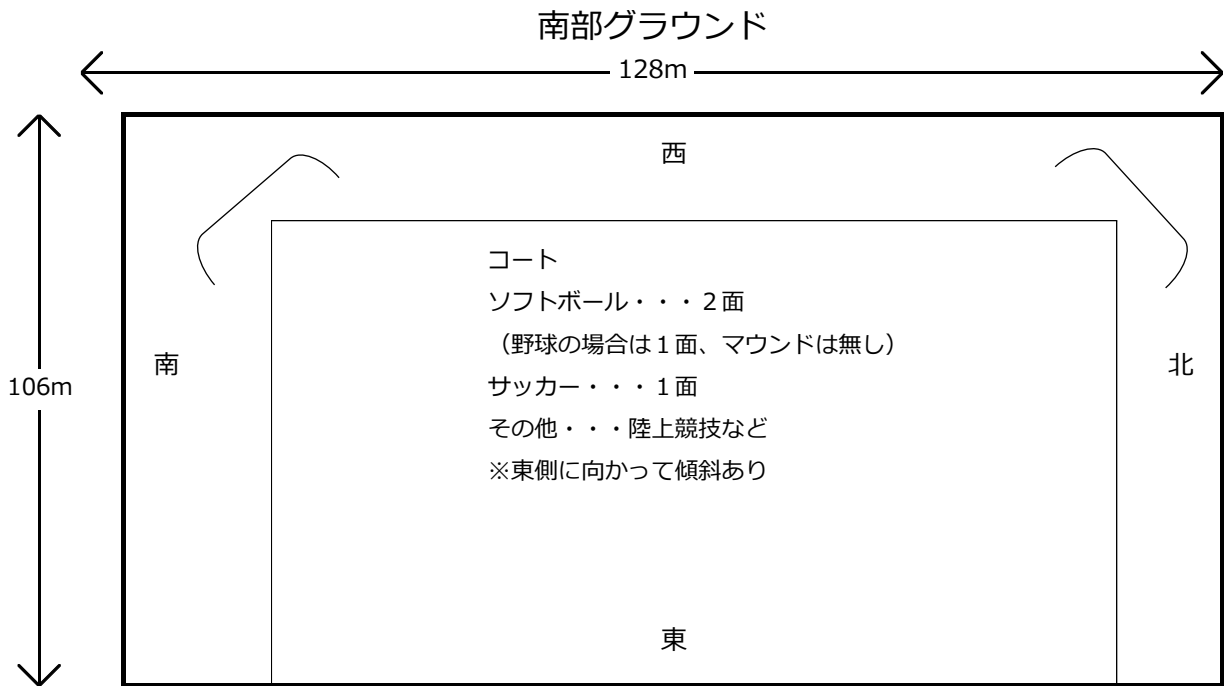 南部グラウンド
128m
西
コート
ソフトボール・・・２面
（野球の場合は１面、マウンドは無し）
南
北
106m
サッカー・・・１面
その他・・・陸上競技など
※東側に向かって傾斜あり
東